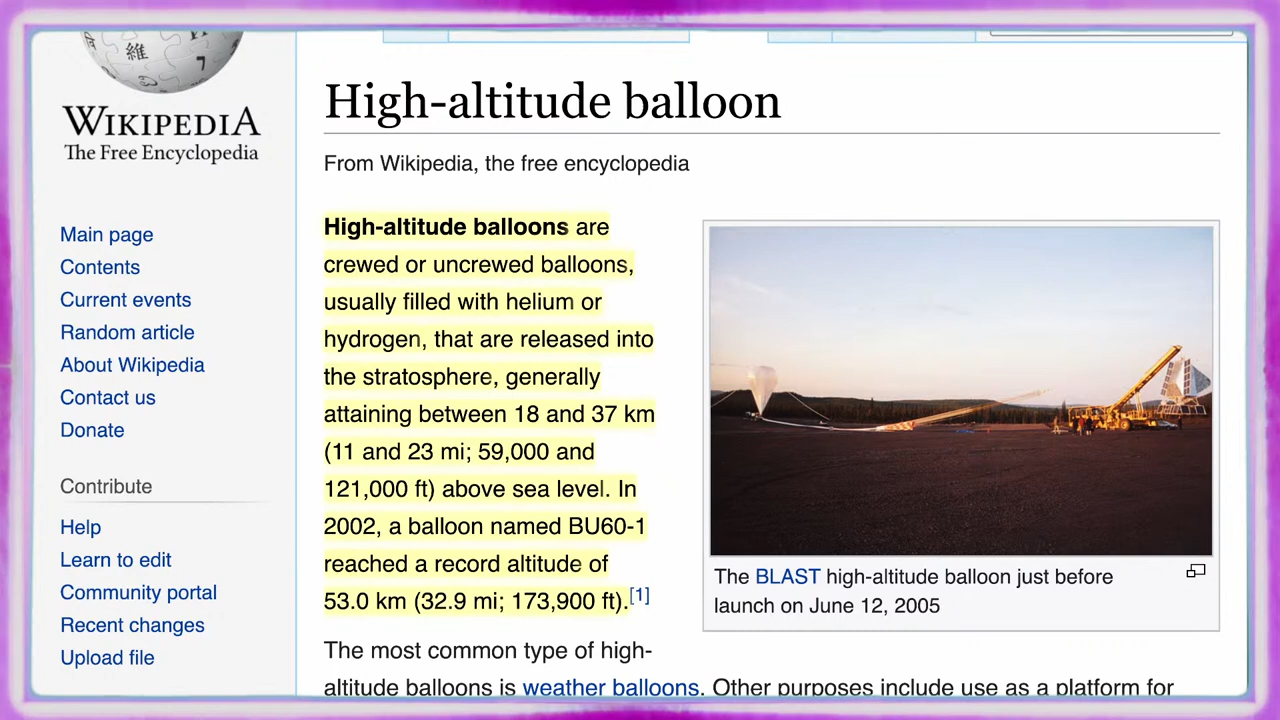 維
7
WIKIPEDIA
The Free Encyclopedia
Main page
Contents
Current events
Random article
About Wikipedia
Contact us
Donate
Contribute
Help
Learn to edit
Community portal
Recent changes
Upload file
High-altitude balloon
From Wikipedia, the free encyclopedia
High-altitude balloons are
crewed or uncrewed balloons,
usually filled with helium or
hydrogen, that are released into
the stratosphere, generally
attaining between 18 and 37 km
(11 and 23 mi; 59,000 and
121,000 ft) above sea level. In
2002, a balloon named BU60-1
reached a record altitude of
53.0 km (32.9 mi; 173,900 ft).[1]
The most common type of high-
altitude balloons is weather balloons. Other purposes include use as a platform for
The BLAST high-altitude balloon just before
launch on June 12, 2005